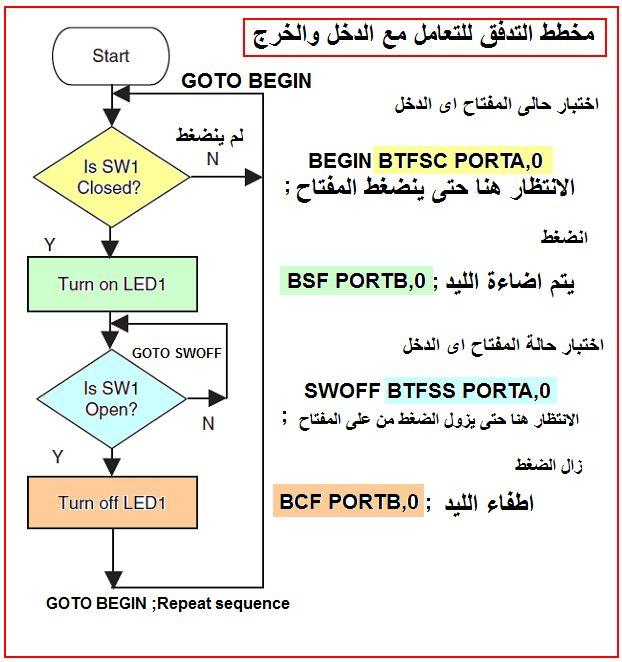 مخطط التدفق للتعامل مع الدخل والخرج
Start
GOTO BEGIN
اختبار حالى المفتاح اى الدخل
لم ينضغط
N
Is SW1
Closed?
BEGIN BTFSC PORTA,0
الانتظار هنا حتى ينضغط المفتاح ;
Y
انضغط
Turn on LED1
BSF PORTB,0 ; يتم اضاءة الليد
GOTO SWOFF
اختبار حالة المفتاح اى الدخل
Is SW1
Open?
N
SWOFF BTFSS PORTA,0
الانتظار هنا حتى يزول الضغط من على المفتاح ;
Y
زال الضغط
Turn off LED1
BCF PORTB,0 ; اطفاء الليد
GOTO BEGIN ;Repeat sequence